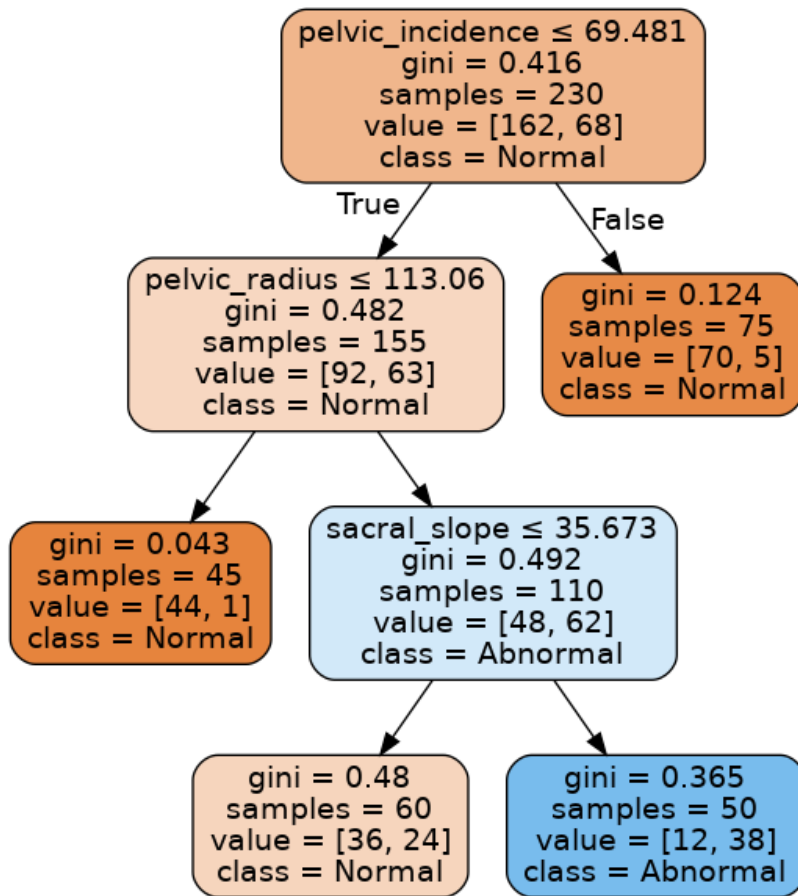 pelvic_incidence ≤ 69.481
gini = 0.416
samples = 230
value = [162, 68]
class = Normal
True
False
pelvic_radius ≤ 113.06
gini = 0.482
samples = 155
value = [92, 63]
class = Normal
gini = 0.124
samples = 75
value = [70, 5]
class = Normal
gini = 0.043
samples = 45
value = [44, 1]
class = Normal
sacral_slope ≤ 35.673
gini = 0.492
samples = 110
value = [48, 62]
class = Abnormal
gini = 0.48
samples = 60
value = [36, 24]
class = Normal
gini = 0.365
samples = 50
value = [12, 38]
class = Abnormal